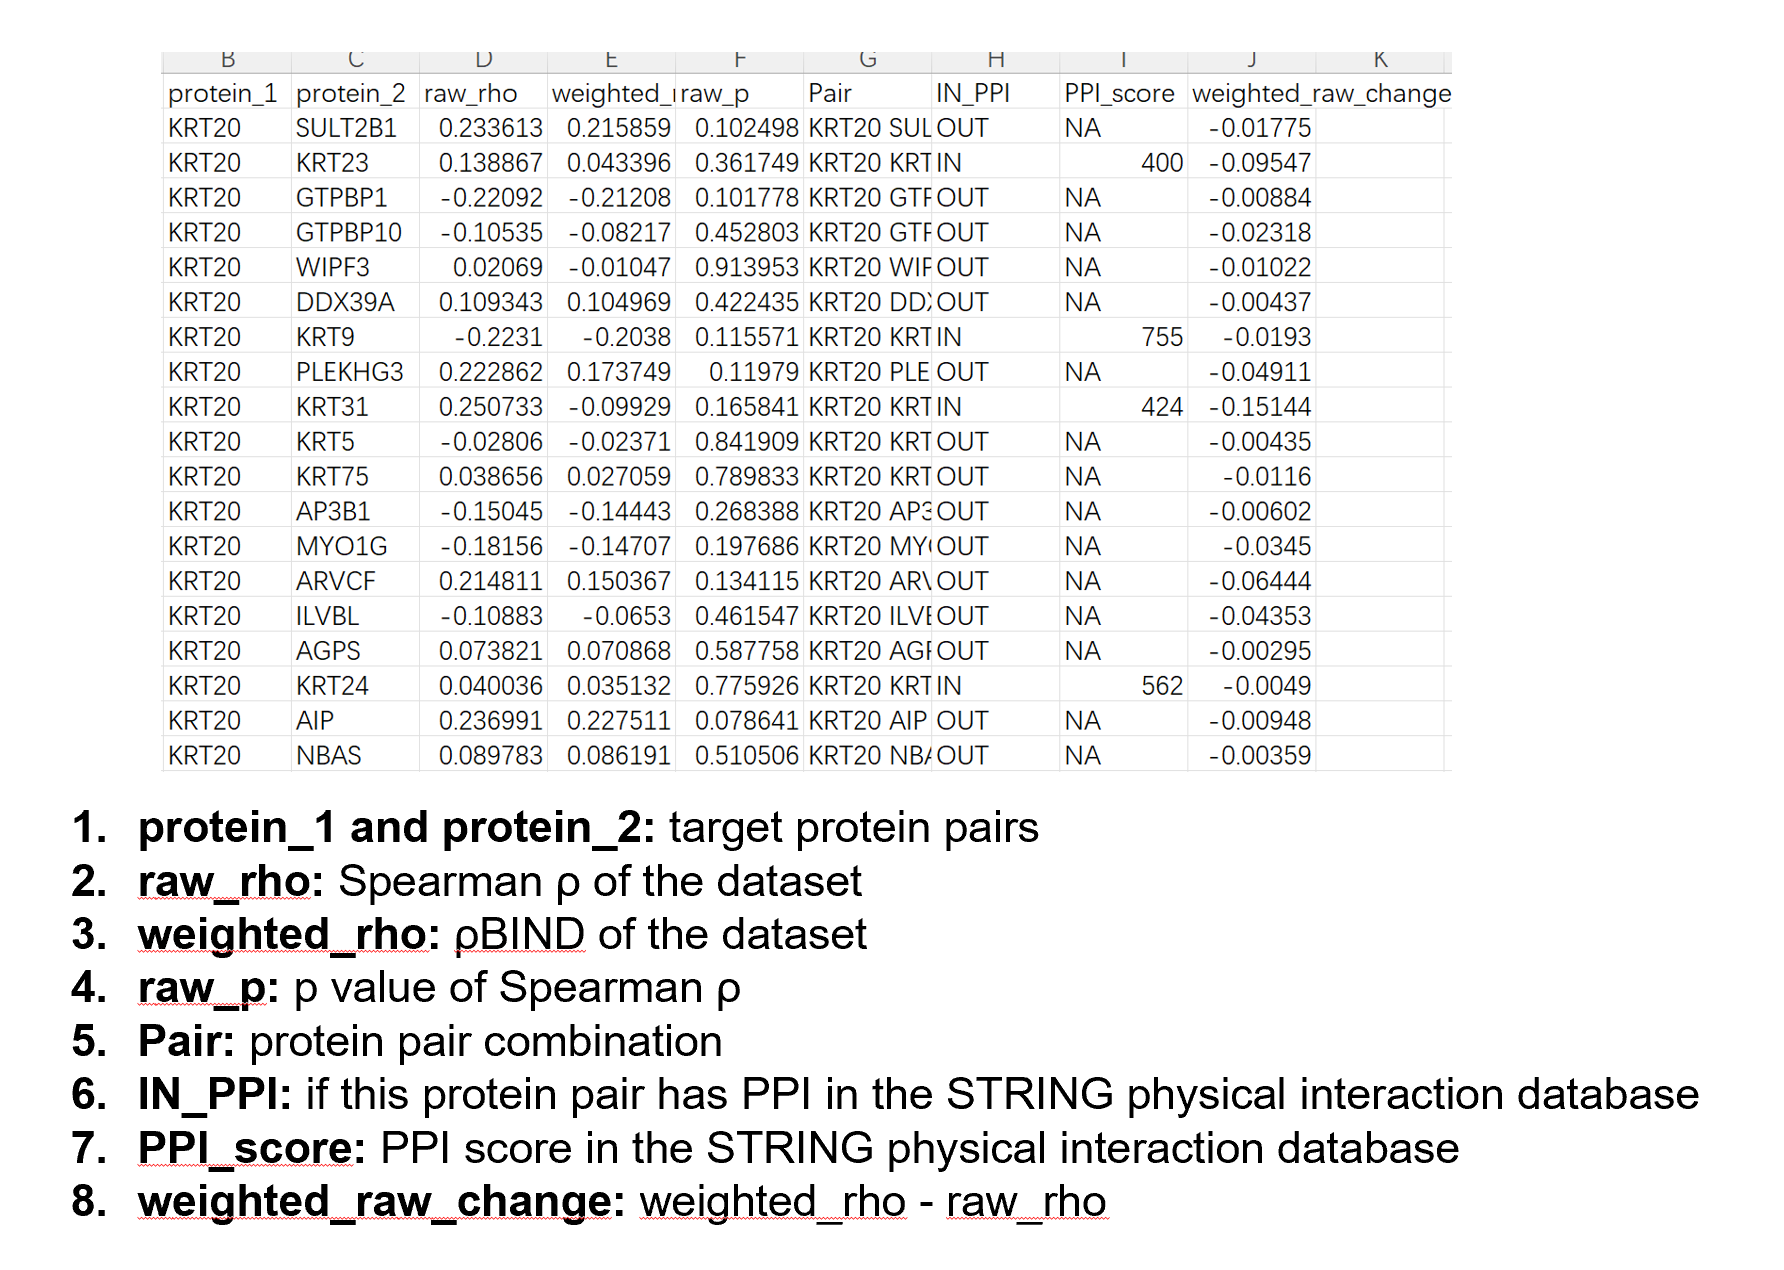 B C D E F G H I J K
protein_1 protein_2 raw_rho weighted_ raw_p Pair IN_PPI PPI_score weighted_raw_change
KRT20 SULT2B1 0.233613 0.215859 0.102498 KRT20 SUL OUT NA -0.01775
KRT20 KRT23 0.138867 0.043396 0.361749 KRT20 KRT IN 400 -0.09547
KRT20 GTPBP1 -0.22092 -0.21208 0.101778 KRT20 GTP OUT NA -0.00884
KRT20 GTPBP10 -0.10535 -0.08217 0.452803 KRT20 GTP OUT NA -0.02318
KRT20 WIPF3 0.02069 -0.01047 0.913953 KRT20 WIP OUT NA -0.01022
KRT20 DDX39A 0.109343 0.104969 0.422435 KRT20 DDX OUT NA -0.00437
KRT20 KRT9 -0.2231 -0.2038 0.115571 KRT20 KRT IN 755 -0.0193
KRT20 PLEKHG3 0.222862 0.173749 0.11979 KRT20 PLE OUT NA -0.04911
KRT20 KRT31 0.250733 -0.09929 0.165841 KRT20 KRT IN 424 -0.15144
KRT20 KRT5 -0.02806 -0.02371 0.841909 KRT20 KRT OUT NA -0.00435
KRT20 KRT75 0.038656 0.027059 0.789833 KRT20 KRT OUT NA -0.0116
KRT20 AP3B1 -0.15045 -0.14443 0.268388 KRT20 AP3 OUT NA -0.00602
KRT20 MYO1G -0.18156 -0.14707 0.197686 KRT20 MYO OUT NA -0.0345
KRT20 ARVCF 0.214811 0.150367 0.134115 KRT20 ARV OUT NA -0.06444
KRT20 ILVBL -0.10883 -0.0653 0.461547 KRT20 ILVB OUT NA -0.04353
KRT20 AGPS 0.073821 0.070868 0.587758 KRT20 AGP OUT NA -0.00295
KRT20 KRT24 0.040036 0.035132 0.775926 KRT20 KRT IN 562 -0.0049
KRT20 AIP 0.236991 0.227511 0.078641 KRT20 AIP OUT NA -0.00948
KRT20 NBAS 0.089783 0.086191 0.510506 KRT20 NBA OUT NA -0.00359
1. protein_1 and protein_2: target protein pairs
2. raw_rho: Spearman ρ of the dataset
3. weighted_rho: ρBIND of the dataset
4. raw_p: p value of Spearman ρ
5. Pair: protein pair combination
6. IN_PPI: if this protein pair has PPI in the STRING physical interaction database
7. PPI_score: PPI score in the STRING physical interaction database
8. weighted_raw_change: weighted_rho - raw_rho